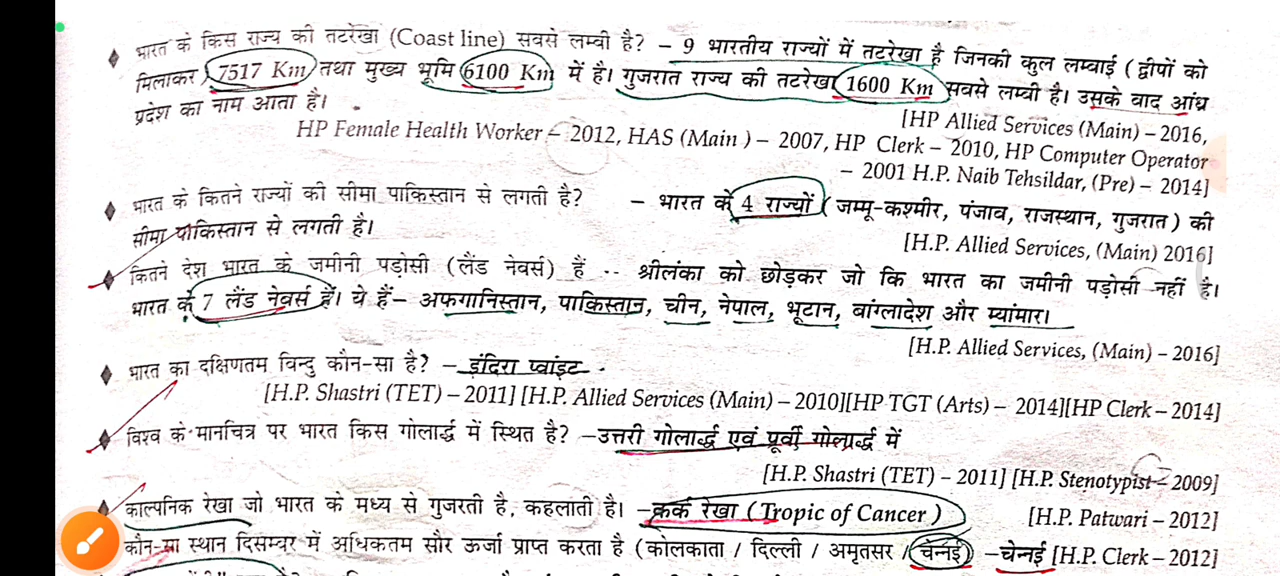 ♦ भारत के किस राज्य की तटरेखा (Coast line) सबसे लम्बी है? – 9 भारतीय राज्यों में तटरेखा है जिनकी कुल लम्बाई (द्वीपों को
मिलाकर) 7517 Km तथा मुख्य भूमि 6100 Km में है। गुजरात राज्य की तटरेखा 1600 Km सबसे लम्बी है। उसके बाद आंध्र
प्रदेश का नाम आता है।
[HP Allied Services (Main) – 2016,
HP Female Health Worker – 2012, HAS (Main ) – 2007, HP Clerk – 2010, HP Computer Operator
– 2001 H.P. Naib Tehsildar, (Pre) – 2014]
♦ भारत के कितने राज्यों की सीमा पाकिस्तान से लगती है? – भारत के 4 राज्यों (जम्मू-कश्मीर, पंजाब, राजस्थान, गुजरात) की
सीमा पाकिस्तान से लगती है।
[H.P. Allied Services, (Main) 2016]
♦ कितने देश भारत के जमीनी पड़ोसी (लैंड नेवर्स) हैं -- श्रीलंका को छोड़कर जो कि भारत का जमीनी पड़ोसी नहीं है।
भारत के 7 लैंड नेवर्स हैं। ये हैं– अफगानिस्तान, पाकिस्तान, चीन, नेपाल, भूटान, बांग्लादेश और म्यांमार।
[H.P. Allied Services, (Main) – 2016]
♦ भारत का दक्षिणतम विन्दु कौन-सा है? – इंदिरा प्वांइट
[H.P. Shastri (TET) – 2011] [H.P. Allied Services (Main) – 2010][HP TGT (Arts) – 2014][HP Clerk – 2014]
♦ विश्व के मानचित्र पर भारत किस गोलार्द्ध में स्थित है? –उत्तरी गोलार्द्ध एवं पूर्वी गोलार्द्ध में
[H.P. Shastri (TET) – 2011] [H.P. Stenotypist – 2009]
♦ काल्पनिक रेखा जो भारत के मध्य से गुजरती है, कहलाती है। –कर्क रेखा (Tropic of Cancer) [H.P. Patwari – 2012]
कौन-सा स्थान दिसम्बर में अधिकतम सौर ऊर्जा प्राप्त करता है (कोलकाता / दिल्ली / अमृतसर / चेन्नई) –चेन्नई [H.P. Clerk – 2012]